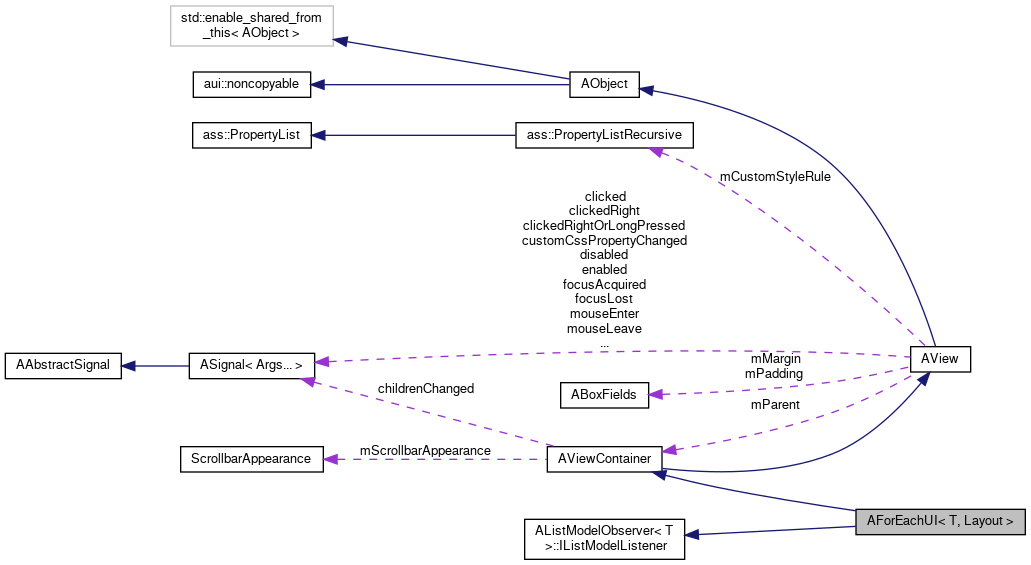 std::enable_shared_from
_this< AObject >
aui::noncopyable
AObject
ass::PropertyList
ass::PropertyListRecursive
mCustomStyleRule
clicked
clickedRight
clickedRightOrLongPressed
customCssPropertyChanged
disabled
enabled
focusAcquired
focusLost
mouseEnter
mouseLeave
...
AAbstractSignal
ASignal< Args... >
AView
mMargin
mPadding
ABoxFields
childrenChanged
mParent
ScrollbarAppearance
mScrollbarAppearance
AViewContainer
AForEachUI< T, Layout >
AListModelObserver< T
>::IListModelListener